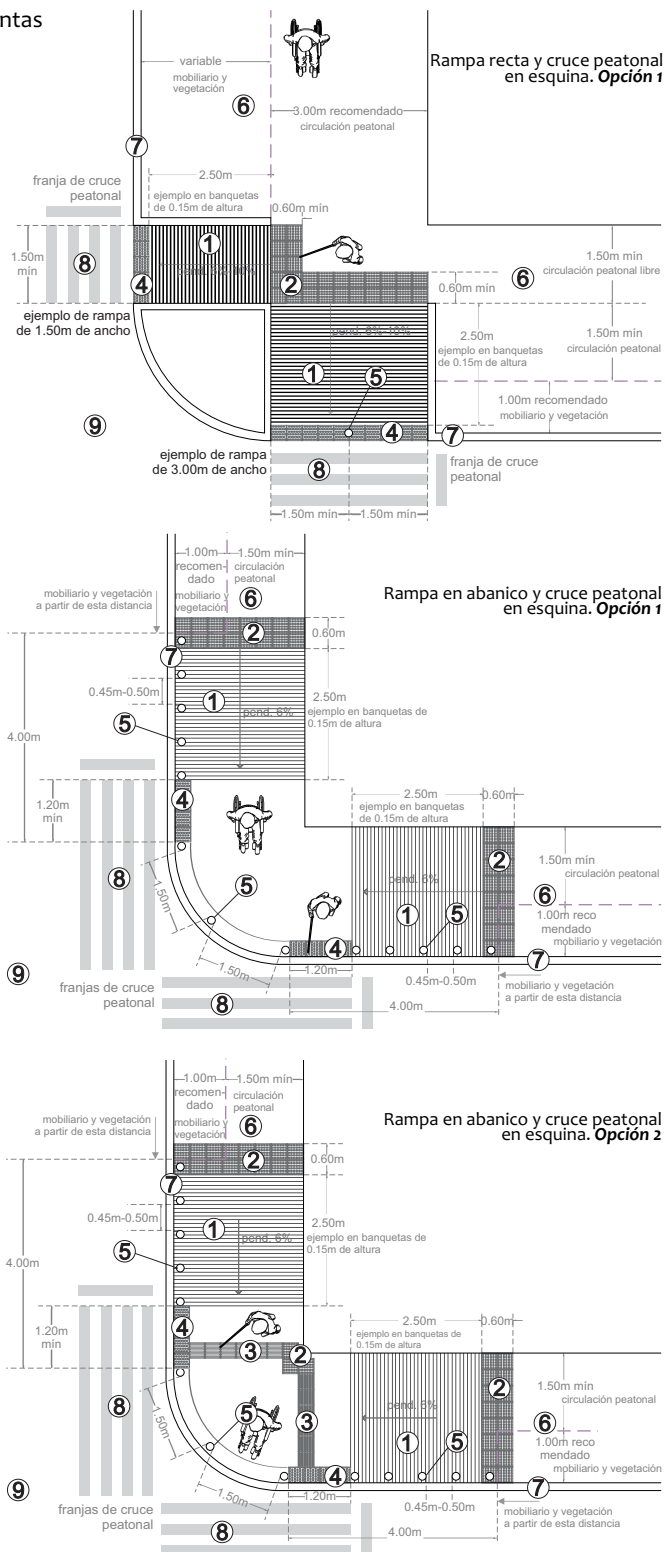 ntas
Rampa recta y cruce peatonal
en esquina. Opción 1
variable
mobiliario y
vegetación
6
3.00m recomendado
circulación peatonal
7
2.50m
franja de cruce
peatonal
ejemplo en banquetas
de 0.15m de altura
0.60m min
1
1.50m
mín
8
4
2
1.50m min
circulación peatonal libre
6
0.60m min
ejemplo de rampa
de 1.50m de ancho
2.50m
ejemplo en banquetas
de 0.15m de altura
1.50m min
circulación peatonal
1
5
1.00m recomendado
mobiliario y vegetación
9
4
7
ejemplo de rampa
de 3.00m de ancho
8
franja de cruce
peatonal
1.50m mín
1.50m mín
1.00m
recomen-
dado
mobiliario y
vegetación
1.50m min
circulación
peatonal
6
Rampa en abanico y cruce peatonal
en esquina. Opción 1
mobiliario y vegetación
a partir de esta distancia
2
0.60m
7
0.45m-0.50m
1
pend. 6%
2.50m
ejemplo en banquetas de
0.15m de altura
4.00m
5
1.20m
mín
4
2.50m
ejemplo en banquetas
de 0.15m de altura
0.60m
8
2
1.50m min
circulación peatonal
pend. 6%
6
5
1
5
1.00m reco
mendado
mobiliario y vegetación
1.50m
4
7
9
1.50m
1.20m
0.45m-0.50m
mobiliario y vegetación
a partir de esta distancia
franjas de cruce
peatonal
8
4.00m
1.00m
recomen-
dado
mobiliario y
vegetación
1.50m min
circulación
peatonal
6
Rampa en abanico y cruce peatonal
en esquina. Opción 2
mobiliario y vegetación
a partir de esta distancia
2
0.60m
7
0.45m-0.50m
1
pend. 6%
2.50m
ejemplo en banquetas de
0.15m de altura
4.00m
5
1.20m
mín
4
3
2
2.50m
ejemplo en banquetas de
0.15m de altura
0.60m
8
2
1.50m min
circulación peatonal
pend. 6%
6
5
3
1
5
1.00m reco
mendado
mobiliario y vegetación
1.50m
4
7
9
1.50m
1.20m
0.45m-0.50m
mobiliario y vegetación
a partir de esta distancia
franjas de cruce
peatonal
8
4.00m